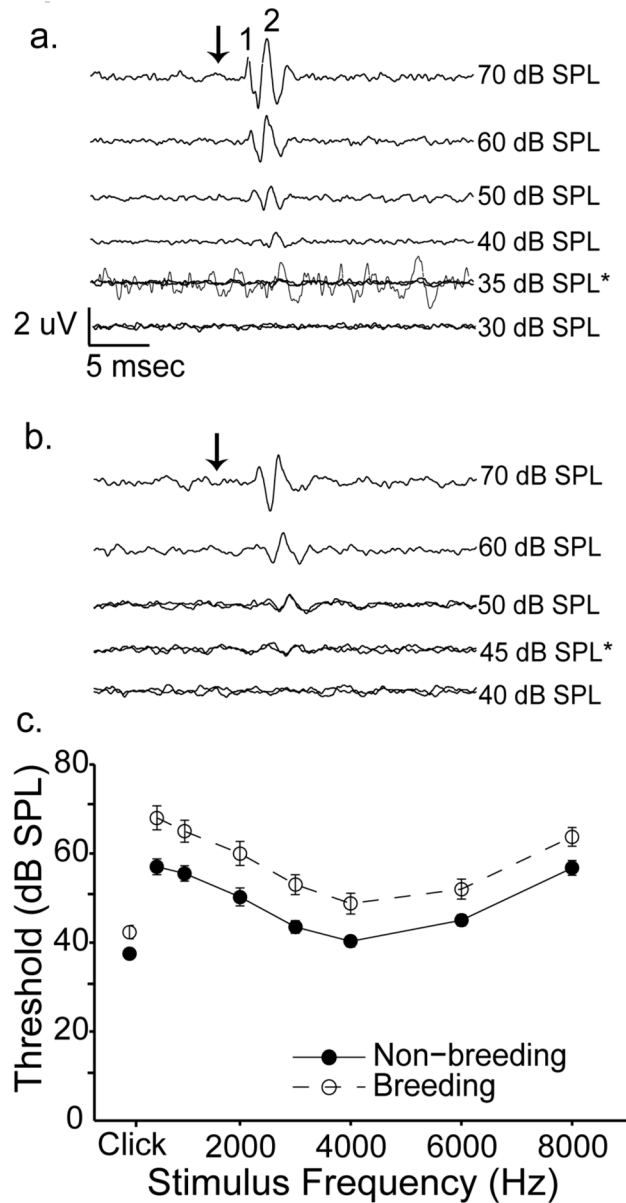 a.
1 2
70 dB SPL
60 dB SPL
50 dB SPL
40 dB SPL
35 dB SPL*
30 dB SPL
2 uV
5 msec
b.
70 dB SPL
60 dB SPL
50 dB SPL
45 dB SPL*
40 dB SPL
c.
80
60
40
20
0
Threshold (dB SPL)
Non-breeding
Breeding
Click 2000 4000 6000 8000
Stimulus Frequency (Hz)